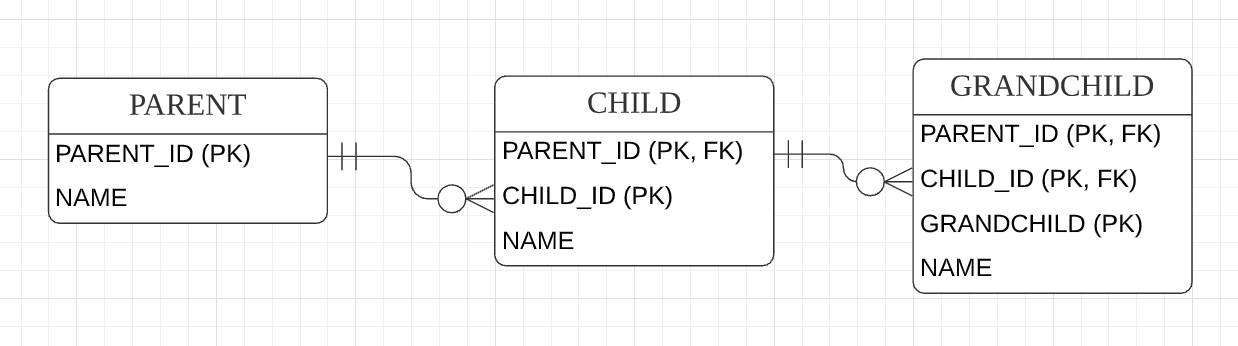 PARENT
PARENT_ID (PK)
NAME
CHILD
PARENT_ID (PK, FK)
CHILD_ID (PK)
NAME
GRANDCHILD
PARENT_ID (PK, FK)
CHILD_ID (PK, FK)
GRANDCHILD (PK)
NAME